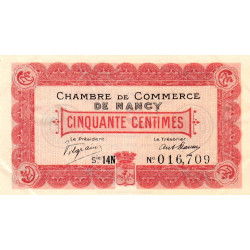 CHAMBRE DE COMMERCE
DE NANCY
CINQUANTE CENTIMES
Le Président Le Trésorier
Sie 14N No 016,709